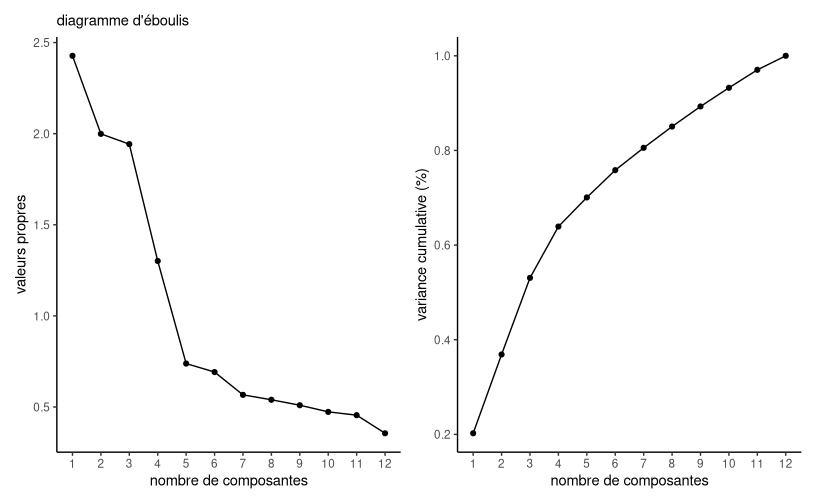 diagramme d'éboulis
2.5
2.0
1.5
1.0
0.5
valeurs propres
1 2 3 4 5 6 7 8 9 10 11 12
nombre de composantes
1.0
0.8
0.6
0.4
0.2
variance cumulative (%)
1 2 3 4 5 6 7 8 9 10 11 12
nombre de composantes